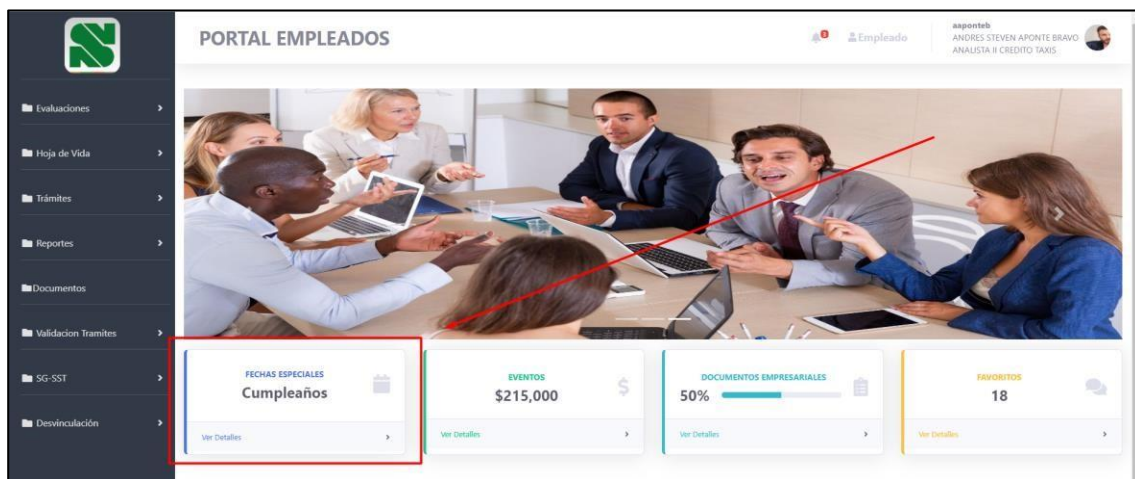 PORTAL EMPLEADOS
Empleado
aaponteb
ANDRES STEVEN APONTE BRAVO
ANALISTA II CREDITO TAXIS
Evaluaciones
Hoja de Vida
Trámites
Reportes
Documentos
Validacion Tramites
SG-SST
Desvinculación
FECHAS ESPECIALES
Cumpleaños
Ver Detalles
EVENTOS
$215,000
Ver Detalles
DOCUMENTOS EMPRESARIALES
50%
Ver Detalles
FAVORITOS
18
Ver Detalles